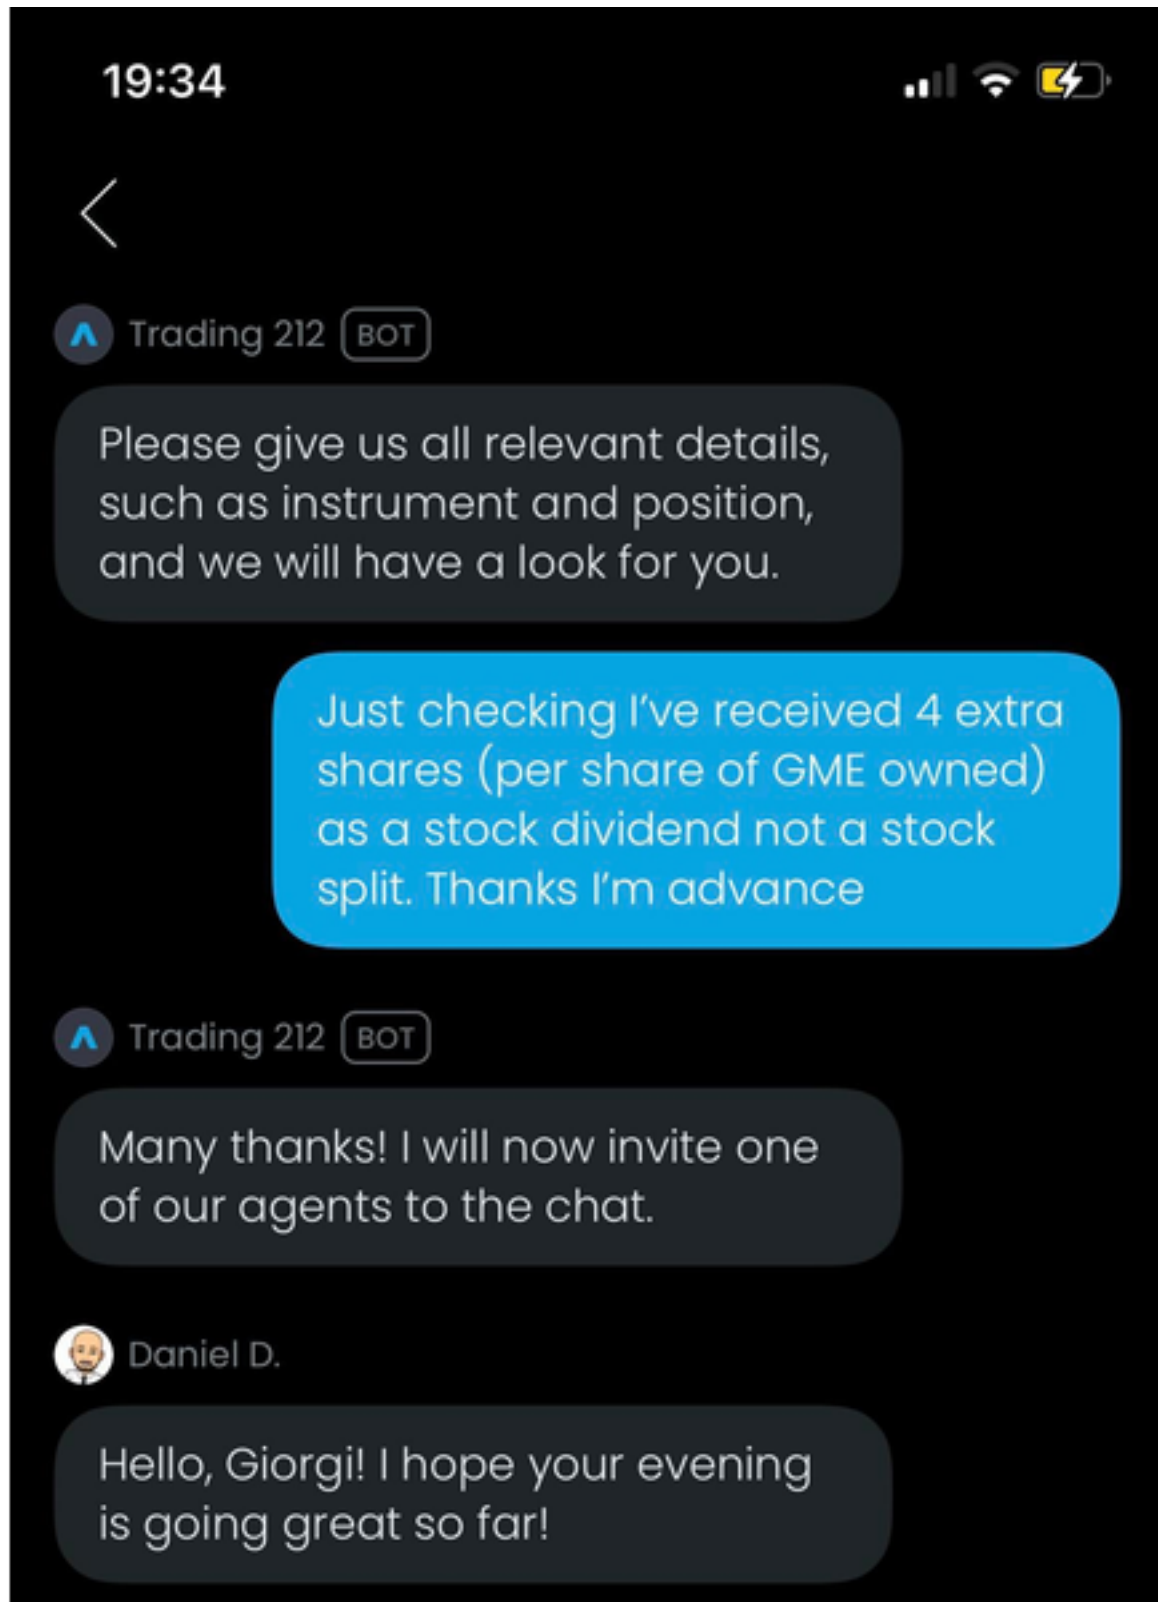 19:34
Trading 212 BOT
Please give us all relevant details,
such as instrument and position,
and we will have a look for you.
Just checking I've received 4 extra
shares (per share of GME owned)
as a stock dividend not a stock
split. Thanks I'm advance
Trading 212 BOT
Many thanks! I will now invite one
of our agents to the chat.
Daniel D.
Hello, Giorgi! I hope your evening
is going great so far!